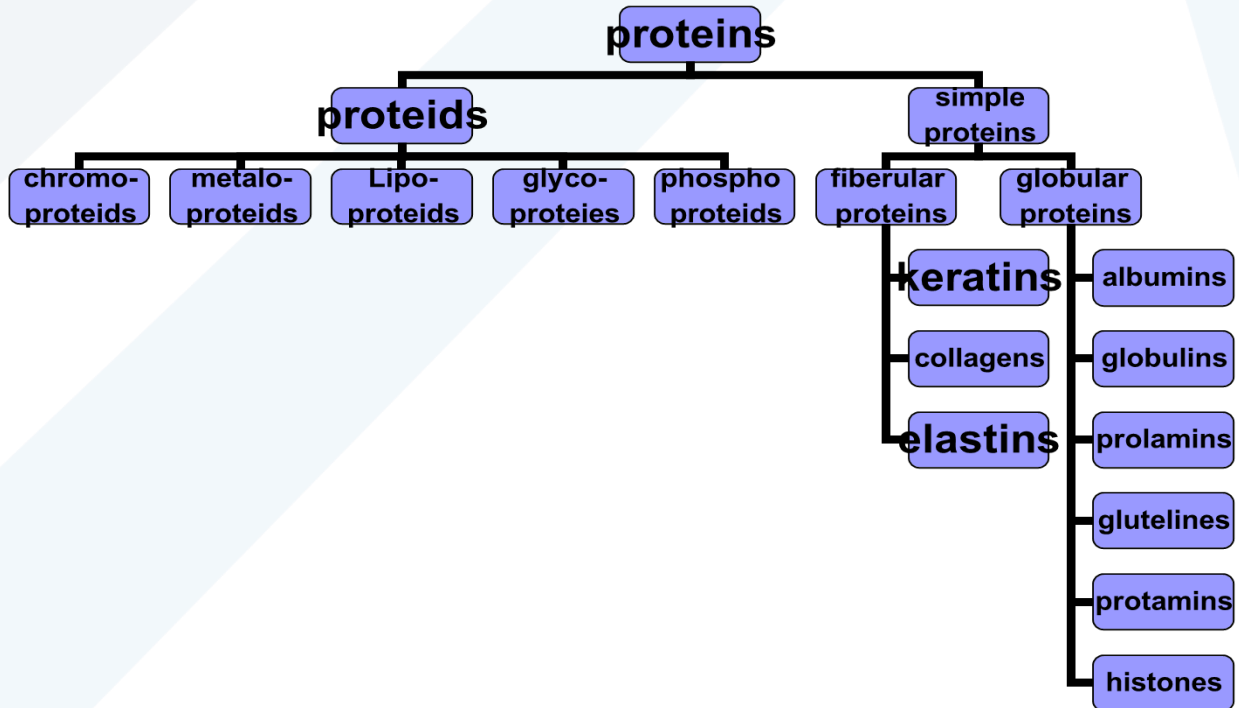 proteins
proteids
simple
proteins
chromo-
proteids
metalo-
proteids
Lipo-
proteids
glyco-
proteies
phospho
proteids
fiberular
proteins
globular
proteins
keratins
collagens
elastins
albumins
globulins
prolamins
glutelines
protamins
histones